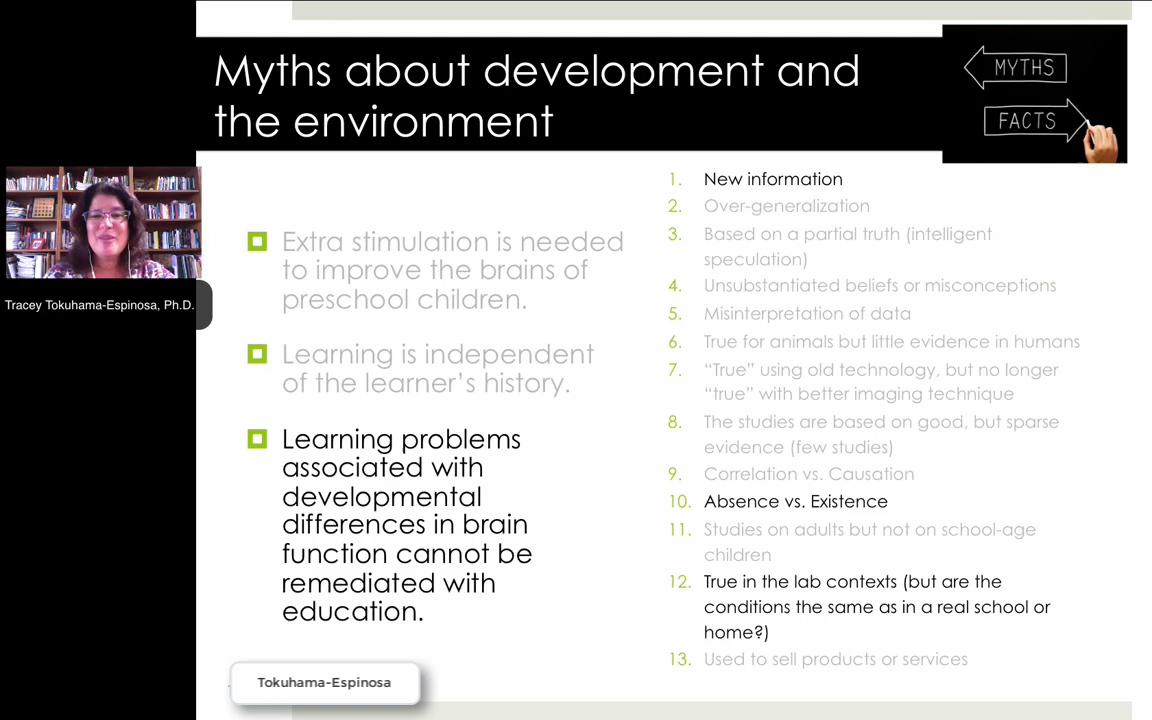 Myths about development and
the environment
MYTHS
FACTS
Tracey Tokuhama-Espinosa, Ph.D.
Extra stimulation is needed
to improve the brains of
preschool children.
Learning is independent
of the learner's history.
Learning problems
associated with
developmental
differences in brain
function cannot be
remediated with
education.
1. New information
2. Over-generalization
3. Based on a partial truth (intelligent
speculation)
4. Unsubstantiated beliefs or misconceptions
5. Misinterpretation of data
6. True for animals but little evidence in humans
7. “True” using old technology, but no longer
“true” with better imaging technique
8. The studies are based on good, but sparse
evidence (few studies)
9. Correlation vs. Causation
10. Absence vs. Existence
11. Studies on adults but not on school-age
children
12. True in the lab contexts (but are the
conditions the same as in a real school or
home?)
13. Used to sell products or services
Tokuhama-Espinosa